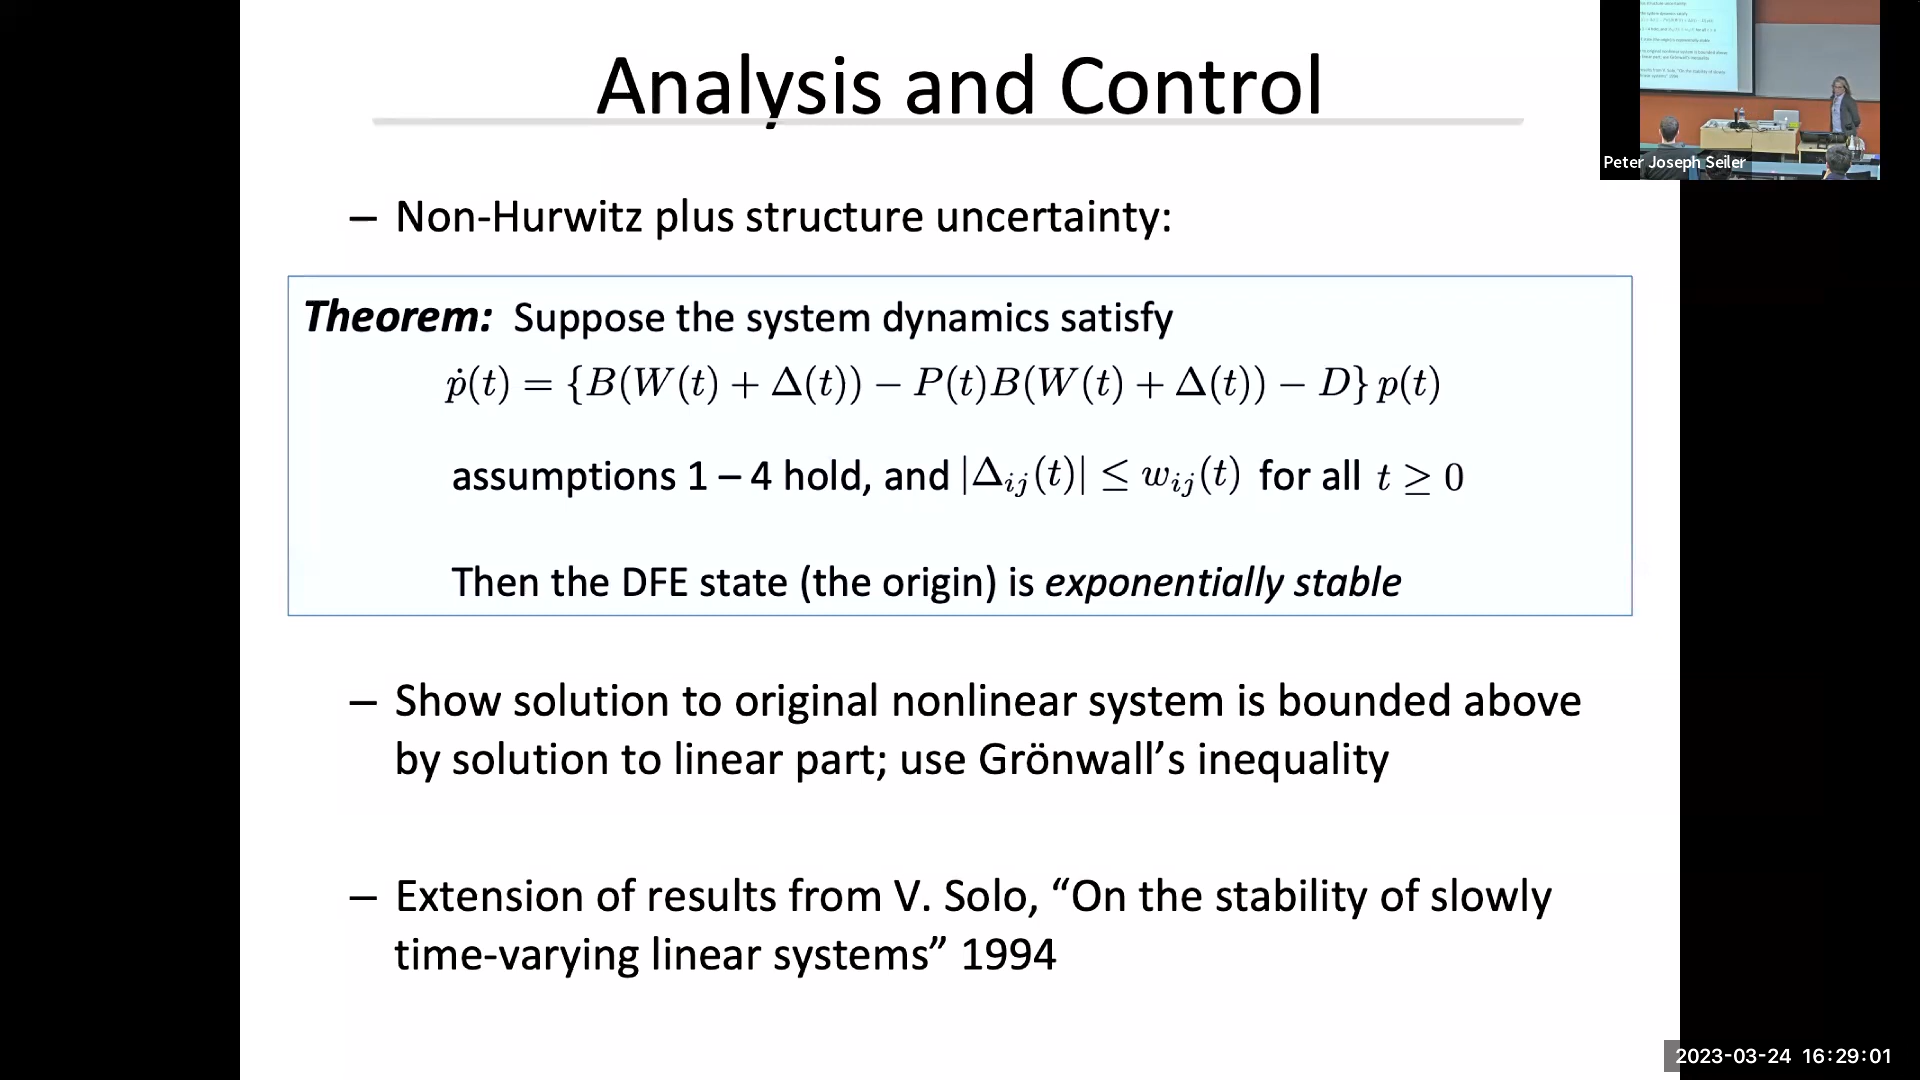 Analysis and Control
Peter Joseph Seiler
– Non-Hurwitz plus structure uncertainty:
Theorem: Suppose the system dynamics satisfy
ṗ(t) = {B(W(t) + Δ(t)) − P(t)B(W(t) + Δ(t)) − D} p(t)
assumptions 1 – 4 hold, and |Δᵢⱼ(t)| ≤ wᵢⱼ(t) for all t ≥ 0
Then the DFE state (the origin) is exponentially stable
– Show solution to original nonlinear system is bounded above
by solution to linear part; use Grönwall’s inequality
– Extension of results from V. Solo, “On the stability of slowly
time-varying linear systems” 1994
2023-03-24 16:29:01